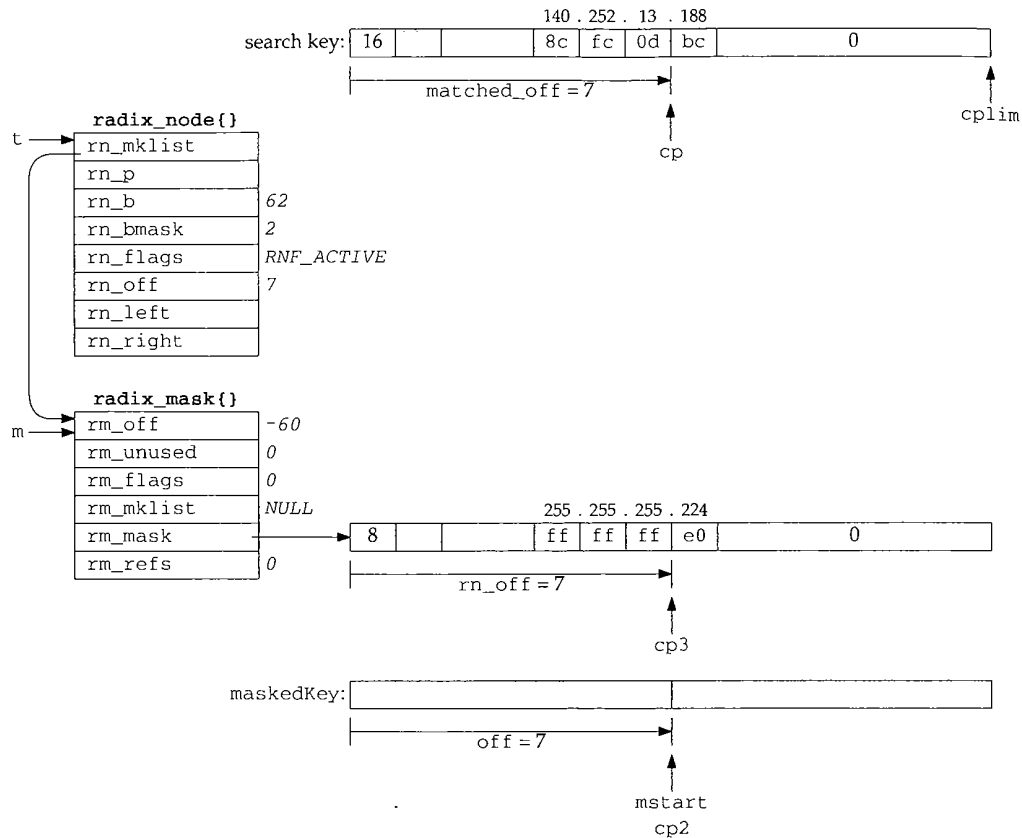 140 . 252 . 13 . 188
search key: 16 8c fc 0d bc 0
matched_off = 7
cp
cplim
radix_node{}
t
rn_mklist
rn_p
rn_b 62
rn_bmask 2
rn_flags RNF_ACTIVE
rn_off 7
rn_left
rn_right
radix_mask{}
m
rm_off -60
rm_unused 0
rm_flags 0
rm_mklist NULL
rm_mask
rm_refs 0
255 . 255 . 255 . 224
8 ff ff ff e0 0
rn_off = 7
cp3
maskedKey:
off = 7
mstart
cp2